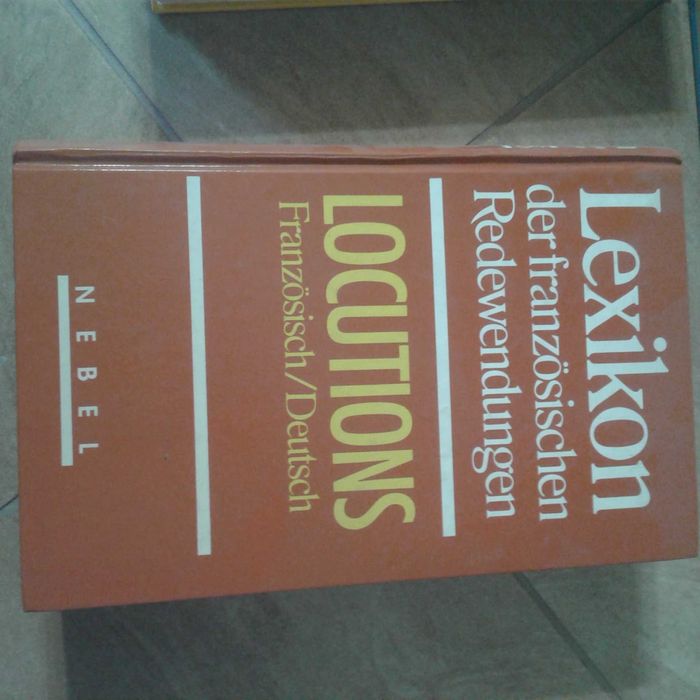 Lexikon
der französischen
Redewendungen
LOCUTIONS
Französisch/Deutsch
NEBEL